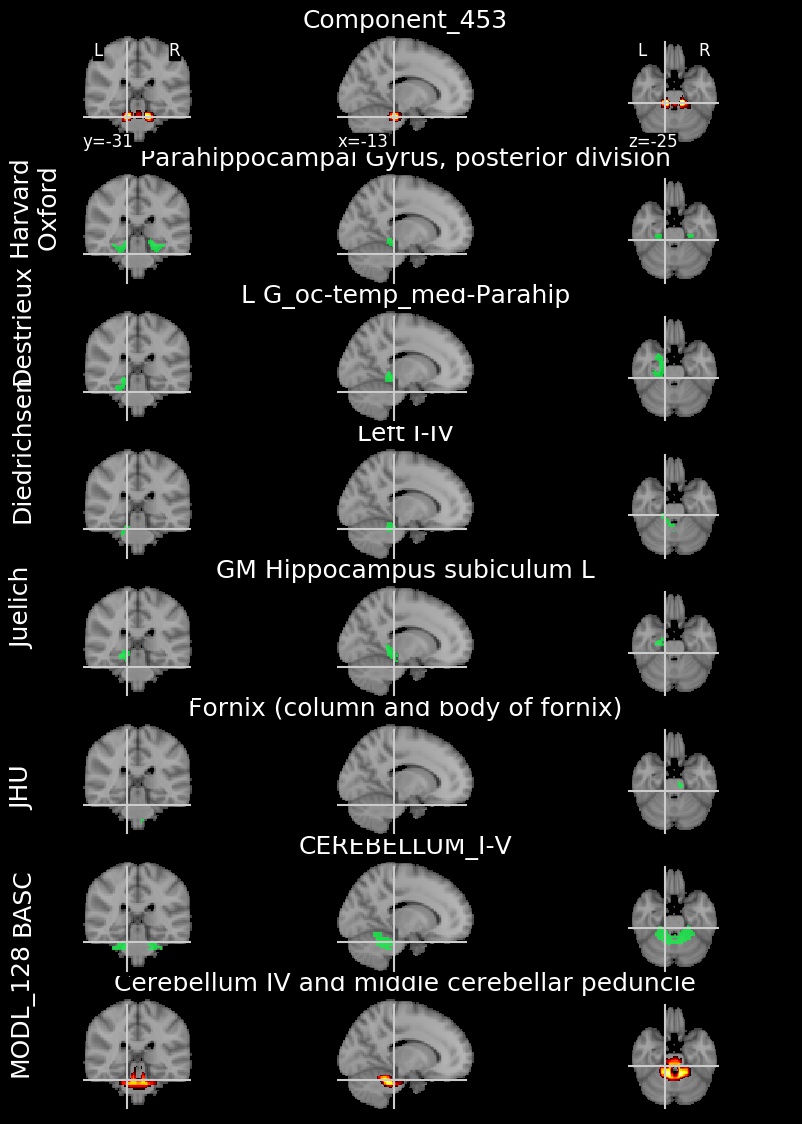 Component_453
L R L R
y=-31 x=-13 z=-25
Parahippocampal Gyrus, posterior division
Harvard
Oxford
L G_oc-temp_med-Parahip
Destrieux
Left I-IV
Diedrichsen
GM Hippocampus subiculum L
Juelich
Fornix (column and body of fornix)
JHU
CEREBELLUM_I-V
BASC
Cerebellum IV and middle cerebellar peduncle
MODL_128